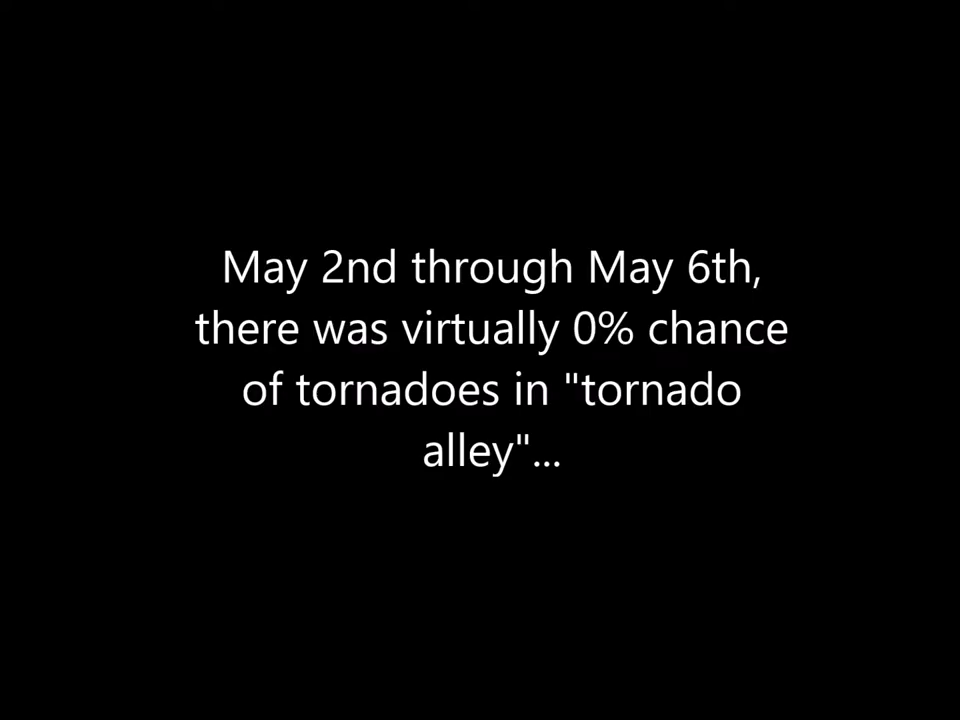 May 2nd through May 6th,
there was virtually 0% chance
of tornadoes in "tornado
alley"...